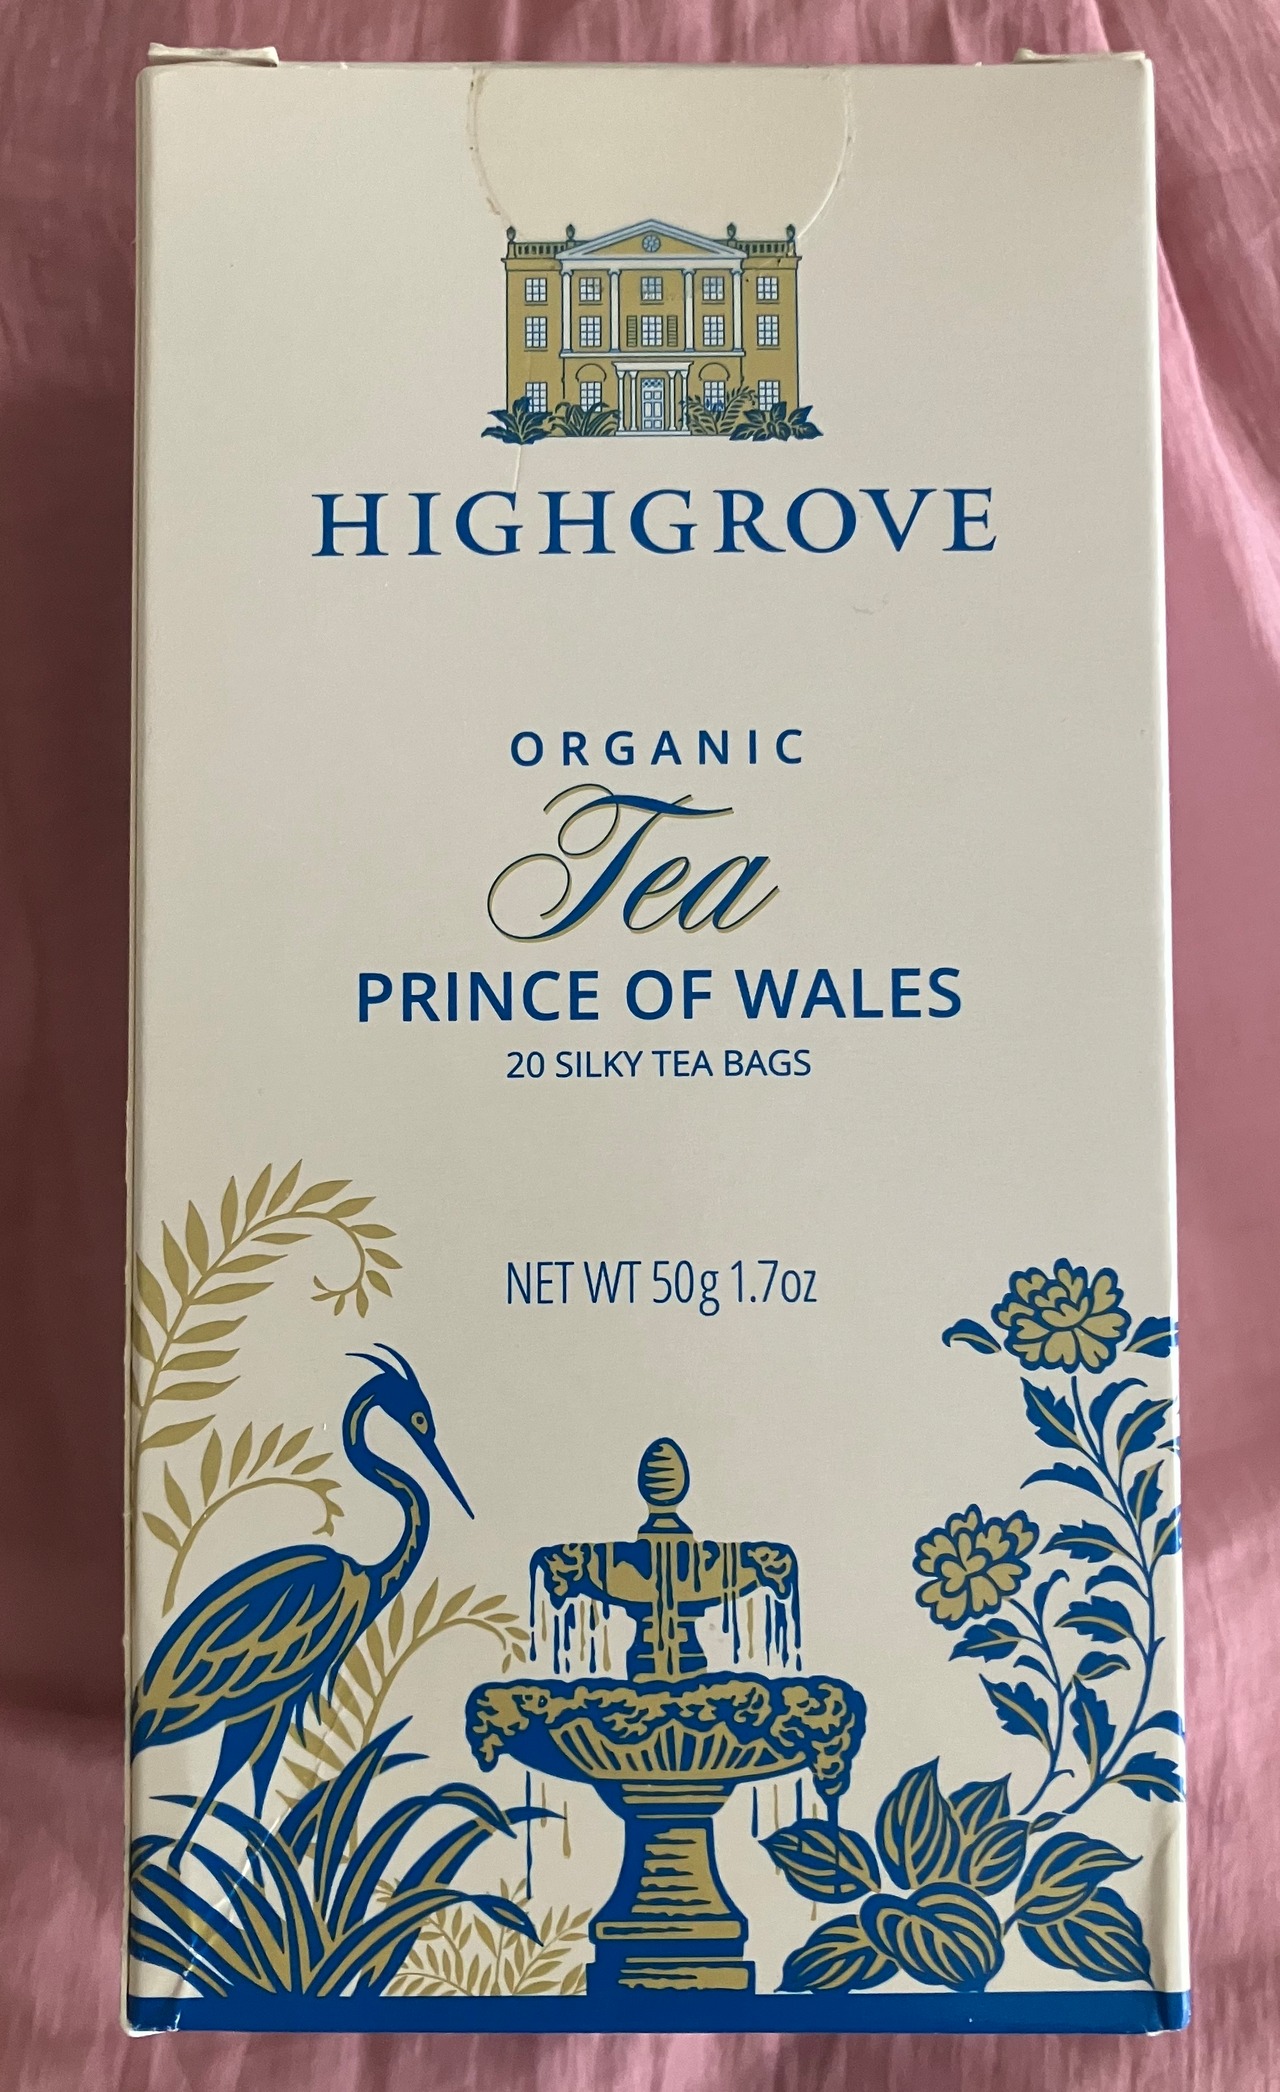 HIGHGROVE
ORGANIC
Tea
PRINCE OF WALES
20 SILKY TEA BAGS
NET WT 50g 1.7oz